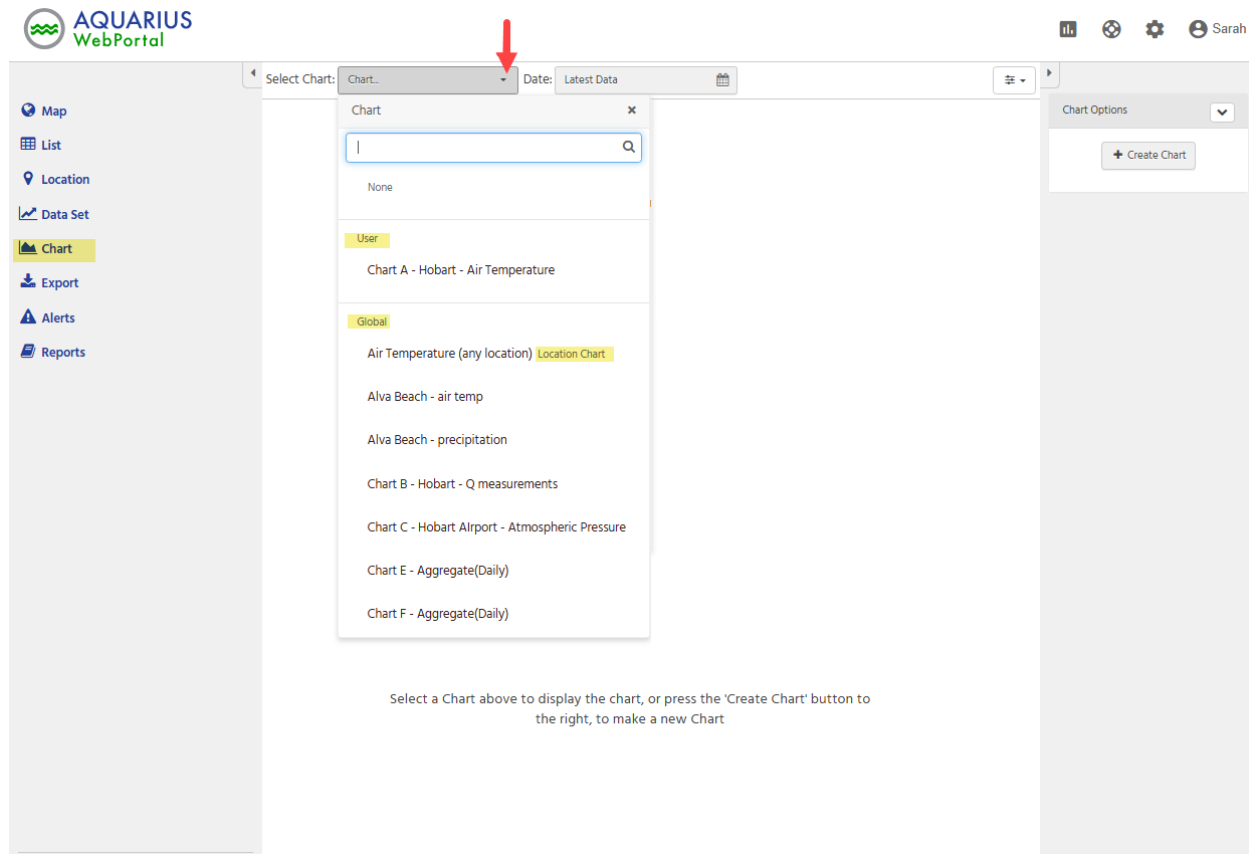 AQUARIUS
WebPortal
Sarah
Select Chart: Chart... Date: Latest Data
Map
List
Location
Data Set
Chart
Export
Alerts
Reports
Chart
None
User
Chart A - Hobart - Air Temperature
Global
Air Temperature (any location) Location Chart
Alva Beach - air temp
Alva Beach - precipitation
Chart B - Hobart - Q measurements
Chart C - Hobart AIrport - Atmospheric Pressure
Chart E - Aggregate(Daily)
Chart F - Aggregate(Daily)
Select a Chart above to display the chart, or press the 'Create Chart' button to
the right, to make a new Chart
Chart Options
Create Chart